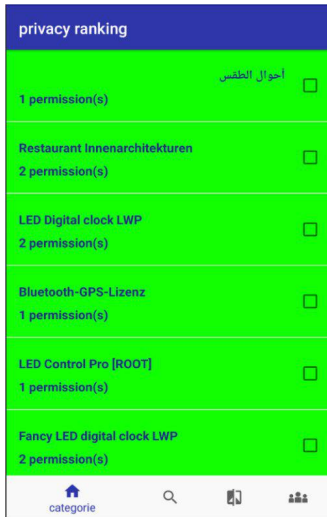 privacy ranking
أحوال الطقس
1 permission(s)
Restaurant Innenarchitekturen
2 permission(s)
LED Digital clock LWP
2 permission(s)
Bluetooth-GPS-Lizenz
1 permission(s)
LED Control Pro [ROOT]
1 permission(s)
Fancy LED digital clock LWP
2 permission(s)
categorie